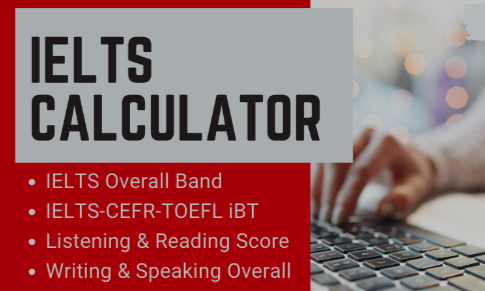 IELTS
CALCULATOR
• IELTS Overall Band
• IELTS-CEFR-TOEFL iBT
• Listening & Reading Score
• Writing & Speaking Overall